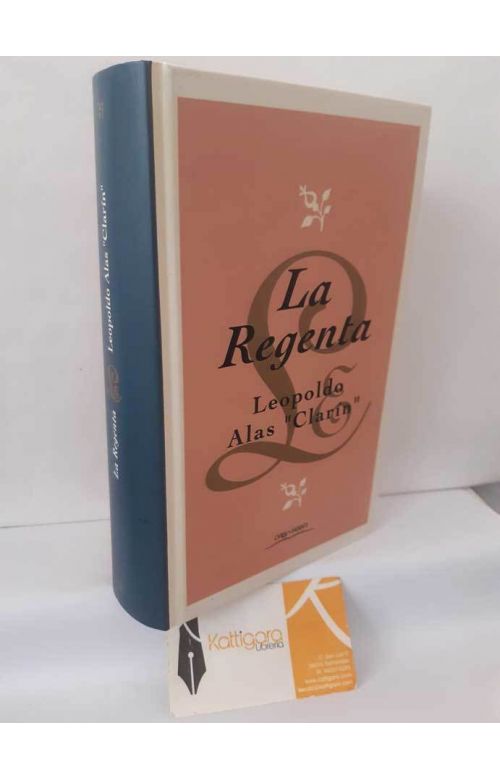 La
Regenta
Leopoldo
Alas "Clarín"
La Regenta
Leopoldo Alas "Clarín"
Kattigara
Librería